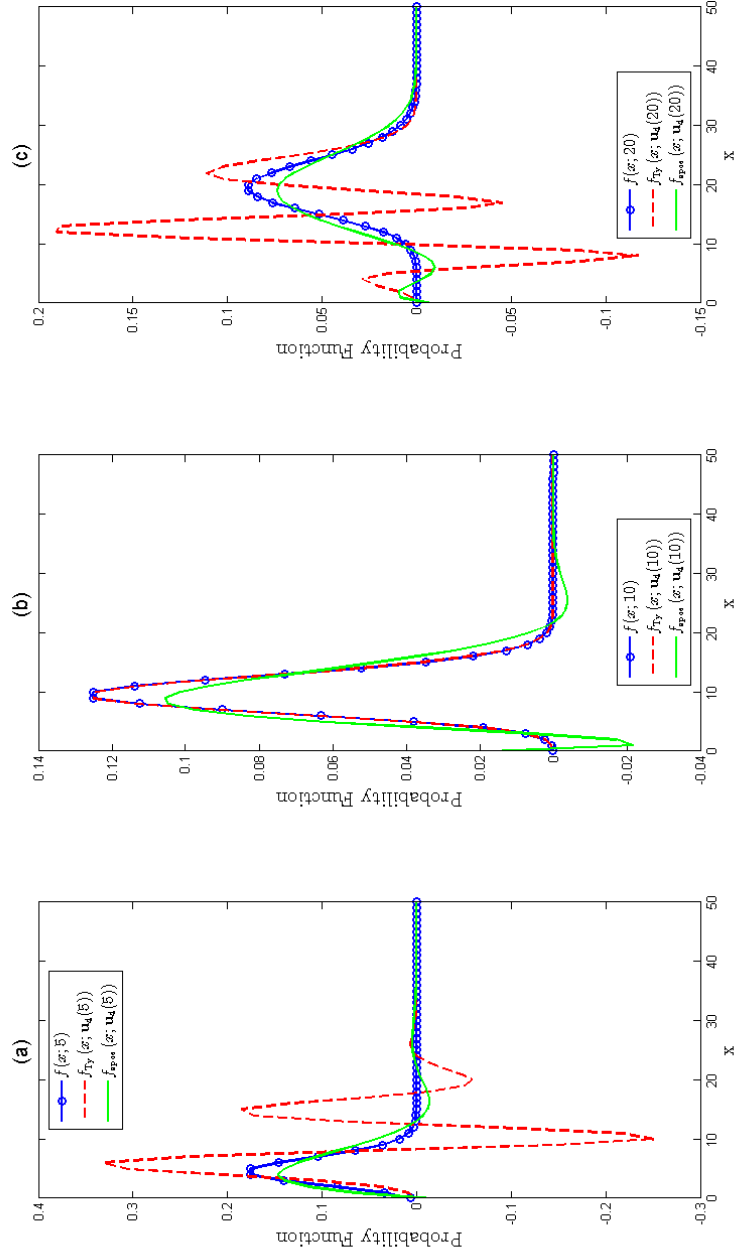 (a)
Probability Function
0.4
0.3
0.2
0.1
0
-0.1
-0.2
-0.3
0
10
20
30
40
50
x
f(x; 5)
f_Ty(x; u_4(5))
f_spoe(x; u_4(5))
(b)
Probability Function
0.14
0.12
0.1
0.08
0.06
0.04
0.02
0
-0.02
-0.04
0
10
20
30
40
50
x
f(x; 10)
f_Ty(x; u_4(10))
f_spoe(x; u_4(10))
(c)
Probability Function
0.2
0.15
0.1
0.05
0
-0.05
-0.1
-0.15
0
10
20
30
40
50
x
f(x; 20)
f_Ty(x; u_4(20))
f_spoe(x; u_4(20))